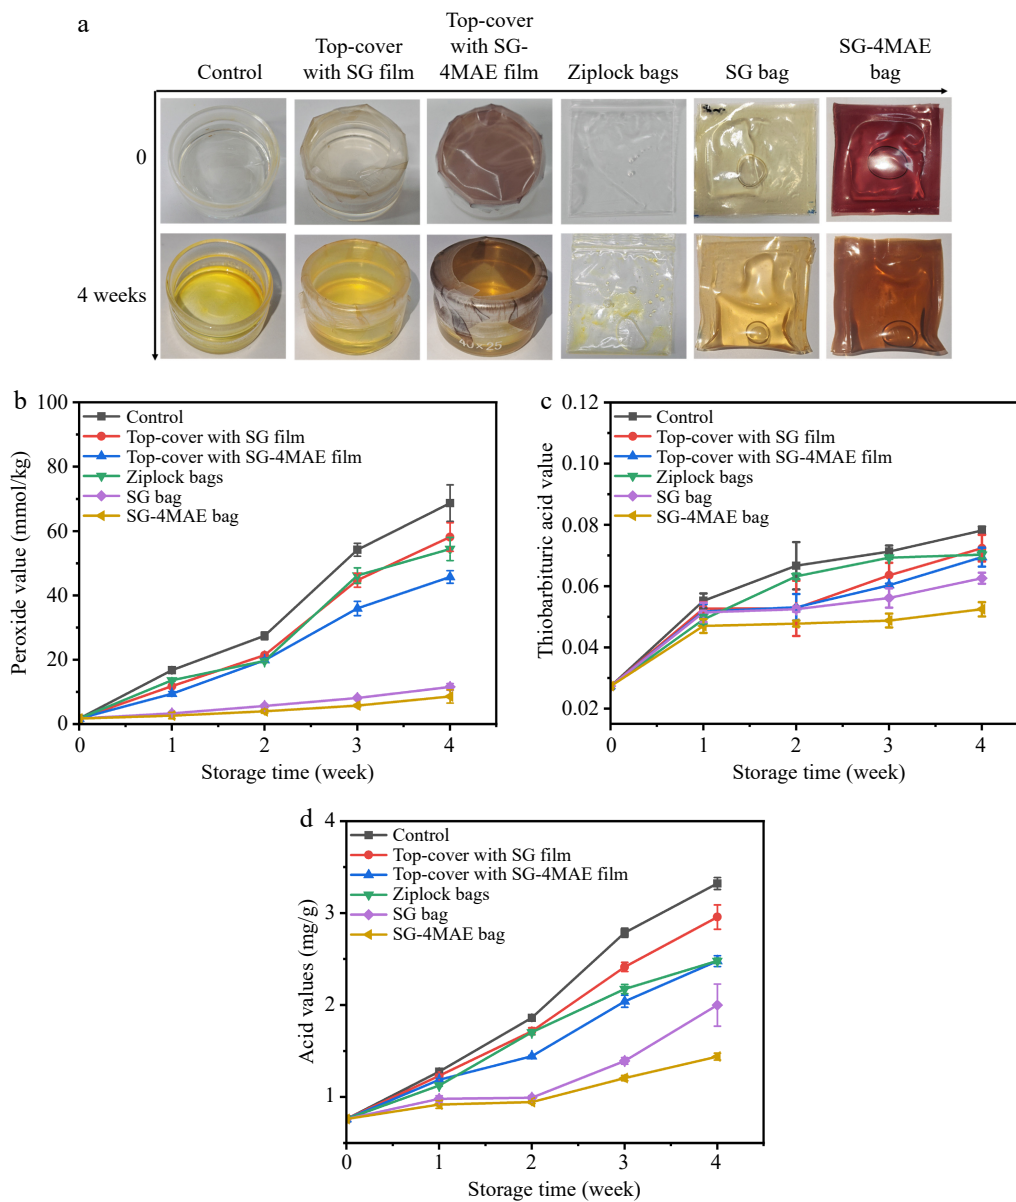 a
Control
Top-cover
with SG film
Top-cover
with SG-
4MAE film
Ziplock bags
SG bag
SG-4MAE
bag
0
4 weeks
40×25
b
Peroxide value (mmol/kg)
100
80
60
40
20
0
Control
Top-cover with SG film
Top-cover with SG-4MAE film
Ziplock bags
SG bag
SG-4MAE bag
0 1 2 3 4
Storage time (week)
c
Thiobarbituric acid value
0.12
0.10
0.08
0.06
0.04
0.02
Control
Top-cover with SG film
Top-cover with SG-4MAE film
Ziplock bags
SG bag
SG-4MAE bag
0 1 2 3 4
Storage time (week)
d
Acid values (mg/g)
4
3
2
1
Control
Top-cover with SG film
Top-cover with SG-4MAE film
Ziplock bags
SG bag
SG-4MAE bag
0 1 2 3 4
Storage time (week)